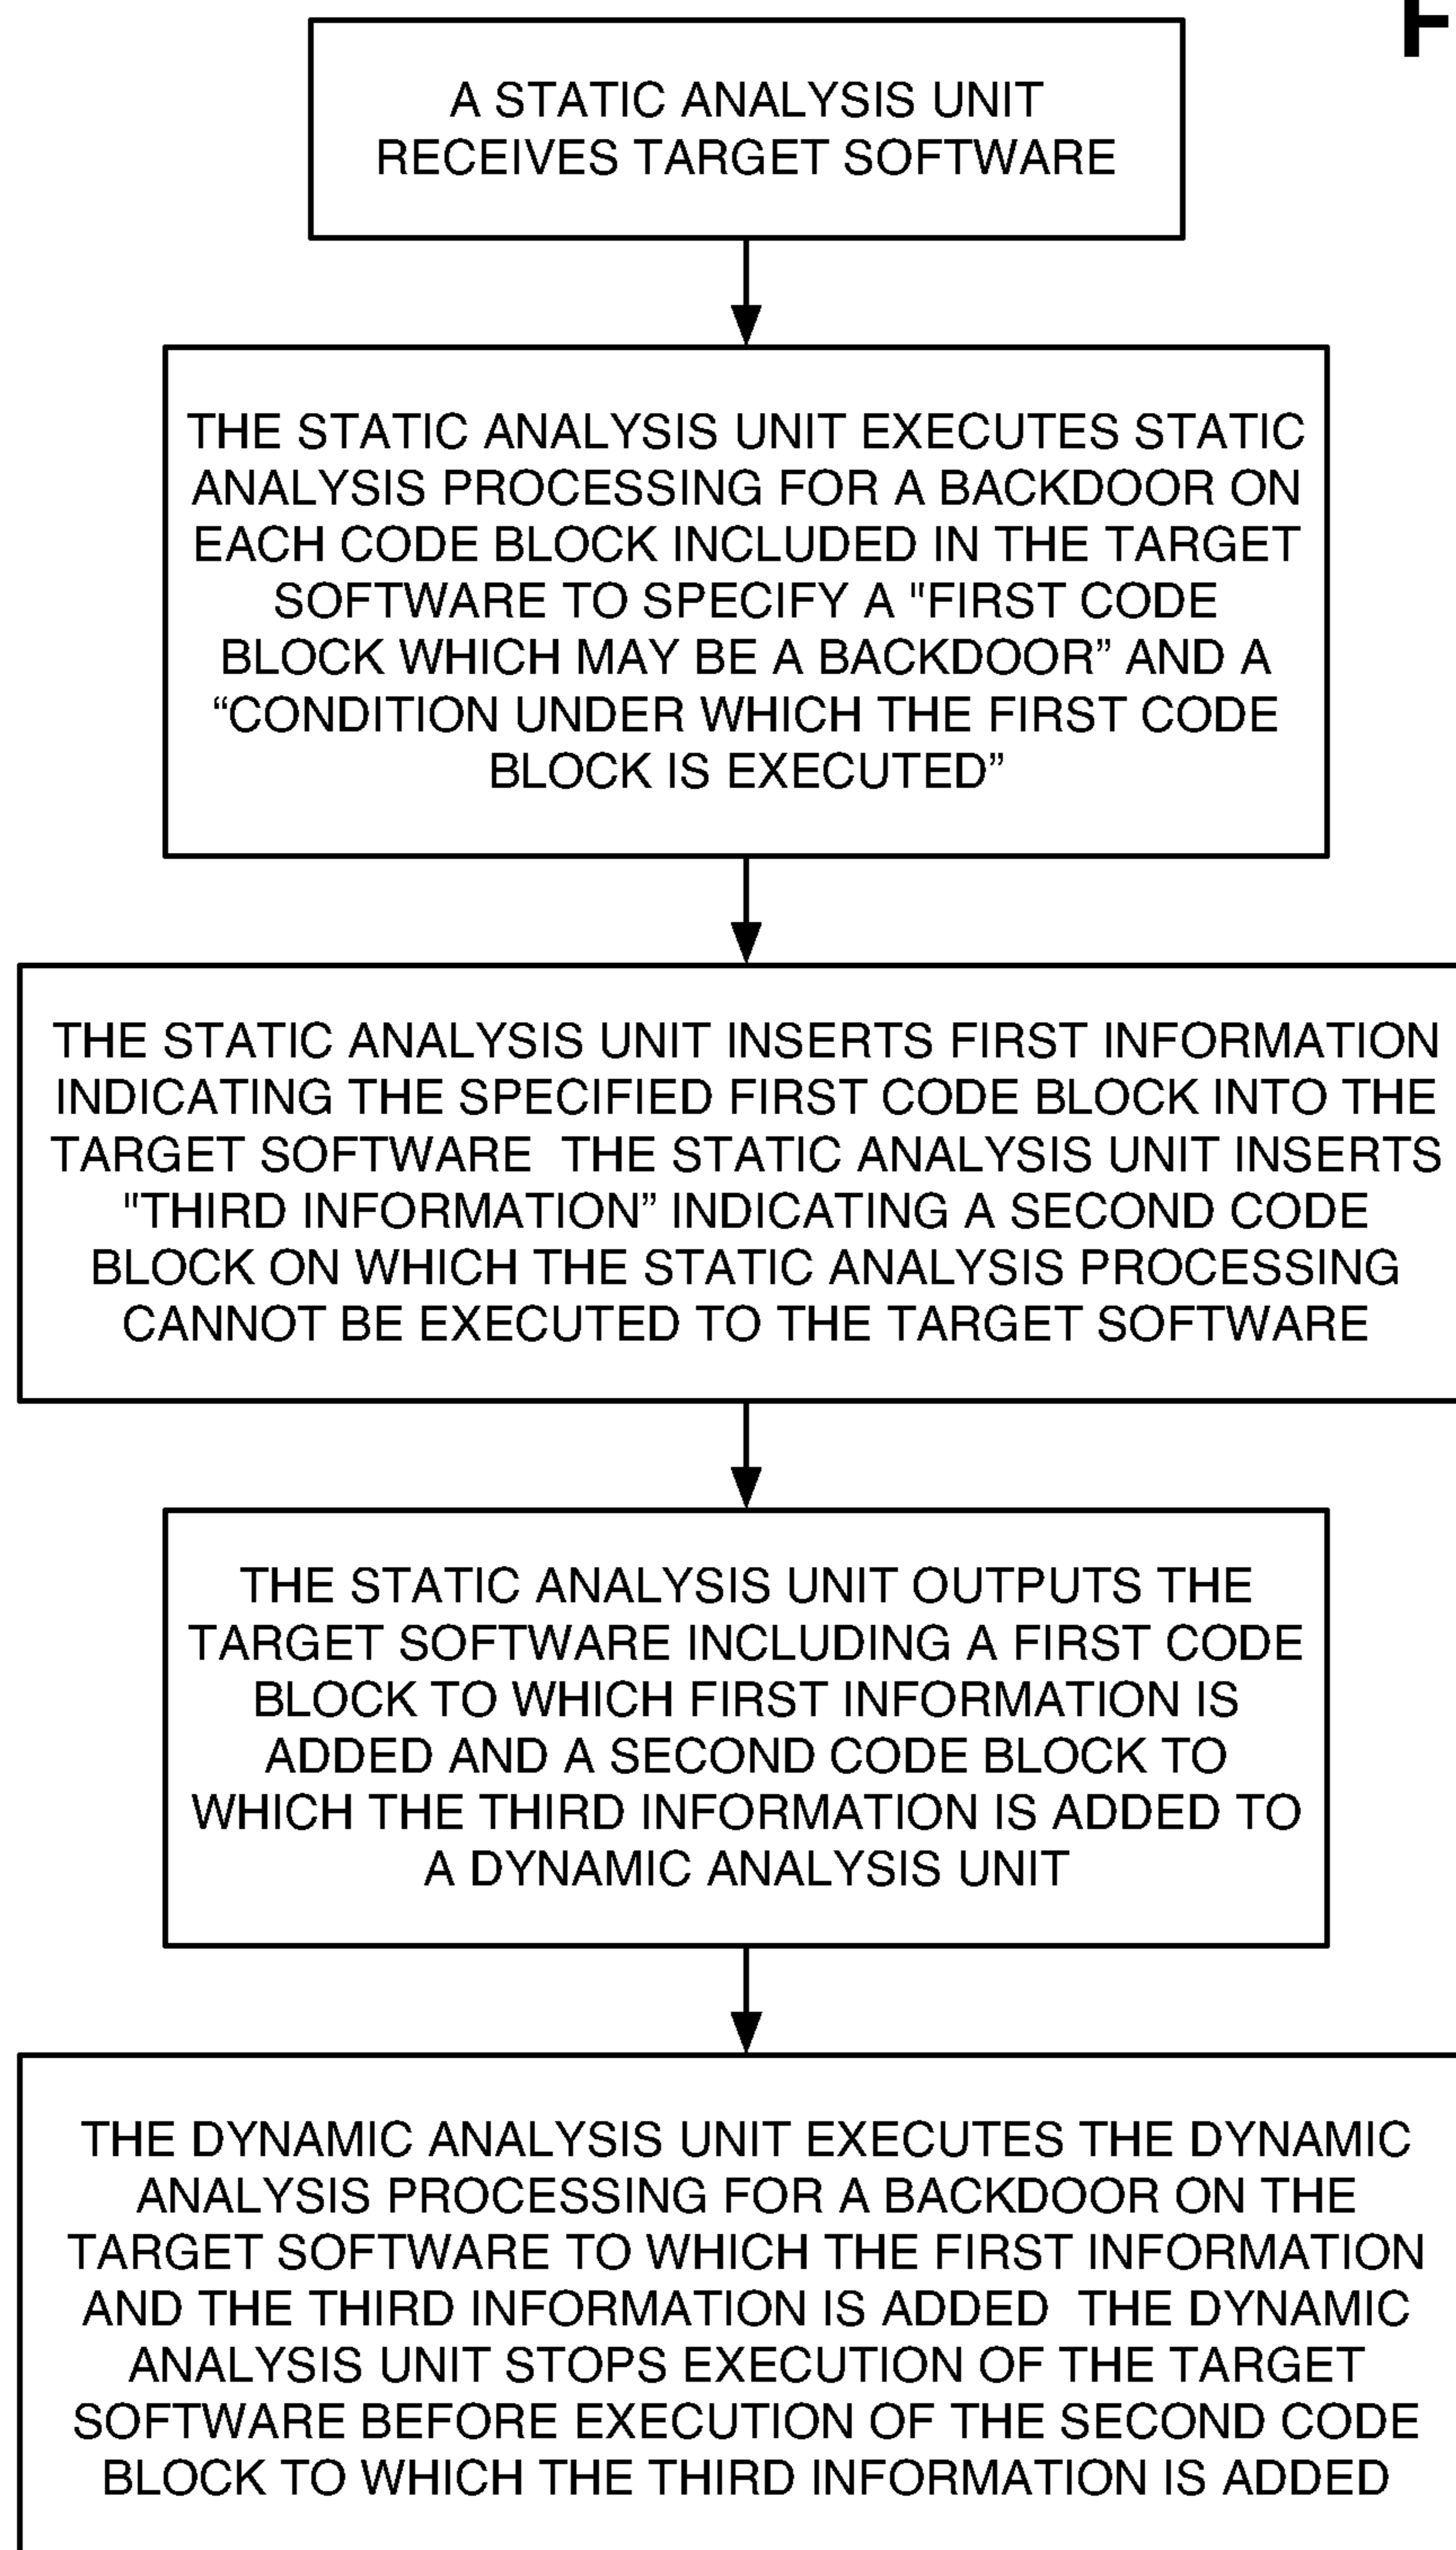 A STATIC ANALYSIS UNIT
RECEIVES TARGET SOFTWARE
THE STATIC ANALYSIS UNIT EXECUTES STATIC
ANALYSIS PROCESSING FOR A BACKDOOR ON
EACH CODE BLOCK INCLUDED IN THE TARGET
SOFTWARE TO SPECIFY A "FIRST CODE
BLOCK WHICH MAY BE A BACKDOOR” AND A
“CONDITION UNDER WHICH THE FIRST CODE
BLOCK IS EXECUTED”
THE STATIC ANALYSIS UNIT INSERTS FIRST INFORMATION
INDICATING THE SPECIFIED FIRST CODE BLOCK INTO THE
TARGET SOFTWARE  THE STATIC ANALYSIS UNIT INSERTS
"THIRD INFORMATION” INDICATING A SECOND CODE
BLOCK ON WHICH THE STATIC ANALYSIS PROCESSING
CANNOT BE EXECUTED TO THE TARGET SOFTWARE
THE STATIC ANALYSIS UNIT OUTPUTS THE
TARGET SOFTWARE INCLUDING A FIRST CODE
BLOCK TO WHICH FIRST INFORMATION IS
ADDED AND A SECOND CODE BLOCK TO
WHICH THE THIRD INFORMATION IS ADDED TO
A DYNAMIC ANALYSIS UNIT
THE DYNAMIC ANALYSIS UNIT EXECUTES THE DYNAMIC
ANALYSIS PROCESSING FOR A BACKDOOR ON THE
TARGET SOFTWARE TO WHICH THE FIRST INFORMATION
AND THE THIRD INFORMATION IS ADDED  THE DYNAMIC
ANALYSIS UNIT STOPS EXECUTION OF THE TARGET
SOFTWARE BEFORE EXECUTION OF THE SECOND CODE
BLOCK TO WHICH THE THIRD INFORMATION IS ADDED